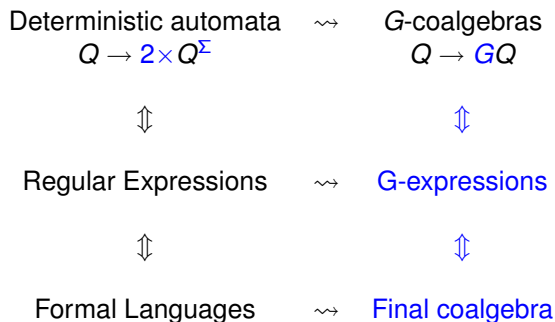 Deterministic automata ⇝ G-coalgebras
Q → 2 × Q^Σ Q → GQ
⇕ ⇕
Regular Expressions ⇝ G-expressions
⇕ ⇕
Formal Languages ⇝ Final coalgebra